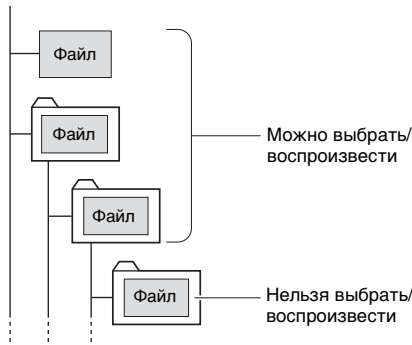 Файл
Файл
Можно выбрать/
воспроизвести
Файл
Файл
Нельзя выбрать/
воспроизвести